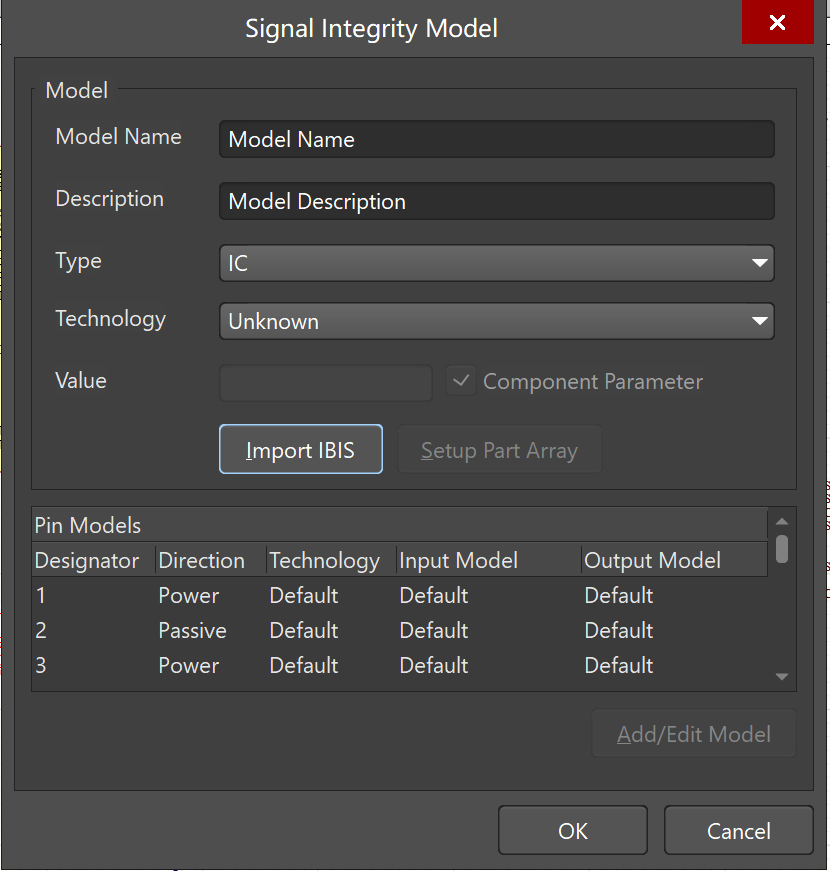 Signal Integrity Model
Model
Model Name Model Name
Description Model Description
Type IC
Technology Unknown
Value Component Parameter
Import IBIS Setup Part Array
Pin Models
Designator Direction Technology Input Model Output Model
1 Power Default Default Default
2 Passive Default Default Default
3 Power Default Default Default
Add/Edit Model
OK Cancel